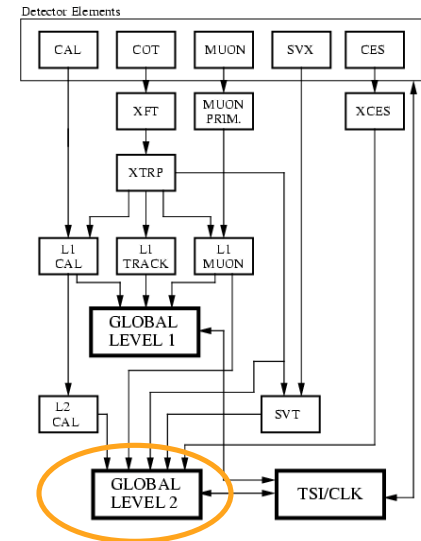 Detector Elements
CAL
COT
MUON
SVX
CES
XFT
MUON
PRIM.
XCES
XTRP
L1
CAL
L1
TRACK
L1
MUON
GLOBAL
LEVEL 1
L2
CAL
SVT
GLOBAL
LEVEL 2
TSI/CLK